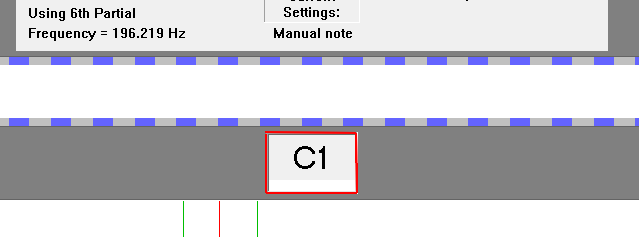 Using 6th Partial
Settings:
Frequency = 196.219 Hz
Manual note
C1